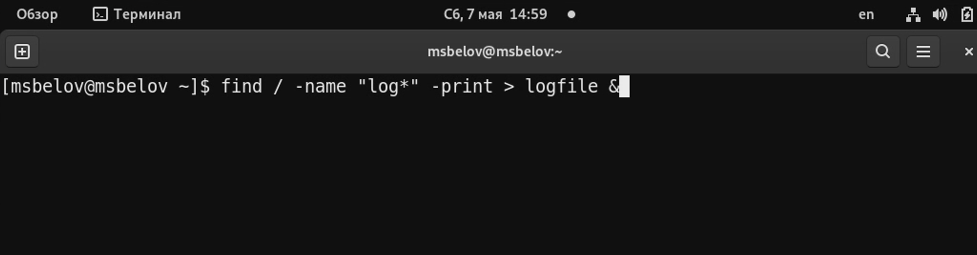 Обзор Терминал Сб, 7 мая 14:59 en
msbelov@msbelov:~
[msbelov@msbelov ~]$ find / -name "log*" -print > logfile &